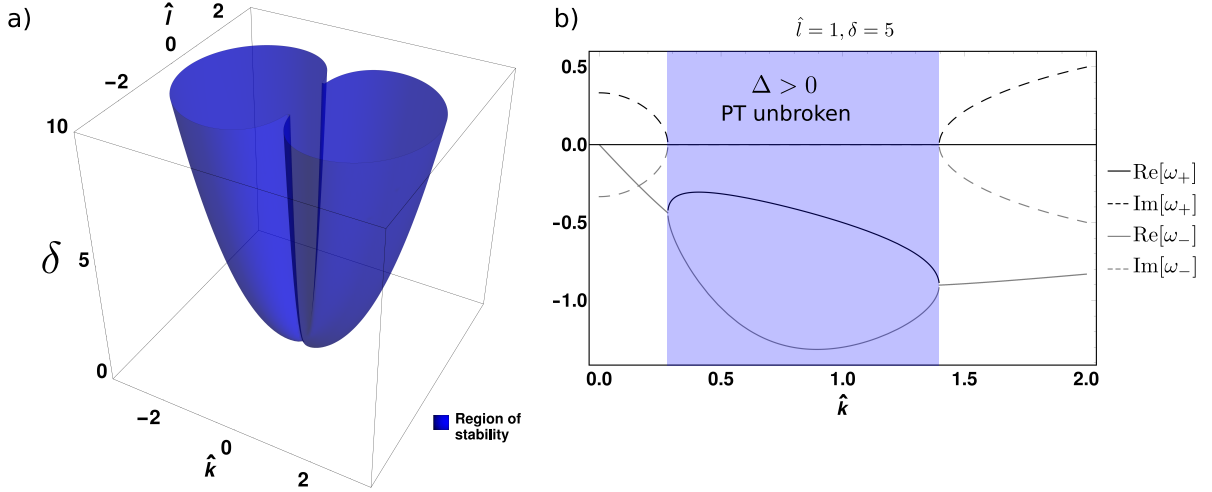 a)
l̂
2
0
−2
10
δ
5
0
−2
0
k̂
2
Region of
stability
b)
l̂ = 1, δ = 5
Δ > 0
PT unbroken
0.5
0.0
−0.5
−1.0
0.0
0.5
1.0
1.5
2.0
k̂
Re[ω₊]
Im[ω₊]
Re[ω₋]
Im[ω₋]